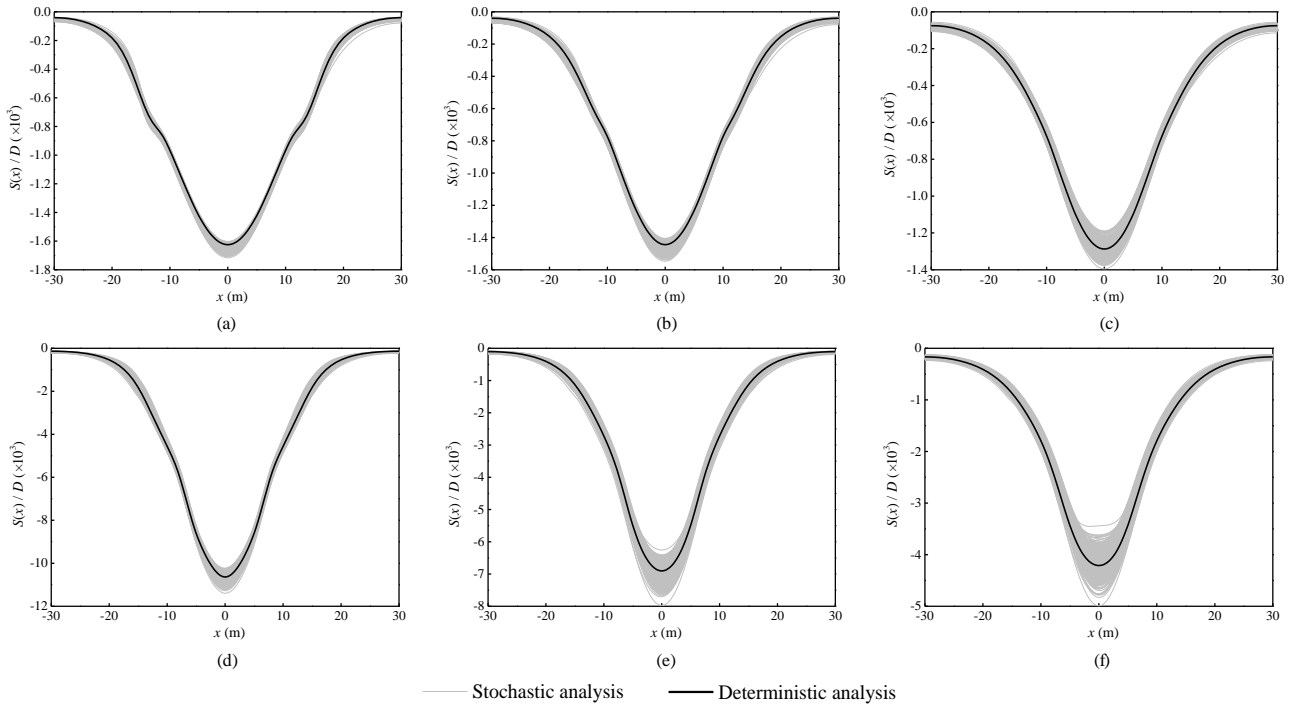 0.0
-0.2
-0.4
-0.6
-0.8
-1.0
-1.2
-1.4
-1.6
-1.8
S(x) / D (×10³)
-30 -20 -10 0 10 20 30
x (m)
(a)
0.0
-0.2
-0.4
-0.6
-0.8
-1.0
-1.2
-1.4
-1.6
S(x) / D (×10³)
-30 -20 -10 0 10 20 30
x (m)
(b)
0.0
-0.2
-0.4
-0.6
-0.8
-1.0
-1.2
-1.4
S(x) / D (×10³)
-30 -20 -10 0 10 20 30
x (m)
(c)
0
-2
-4
-6
-8
-10
-12
S(x) / D (×10³)
-30 -20 -10 0 10 20 30
x (m)
(d)
0
-1
-2
-3
-4
-5
-6
-7
-8
S(x) / D (×10³)
-30 -20 -10 0 10 20 30
x (m)
(e)
0
-1
-2
-3
-4
-5
S(x) / D (×10³)
-30 -20 -10 0 10 20 30
x (m)
(f)
Stochastic analysis Deterministic analysis